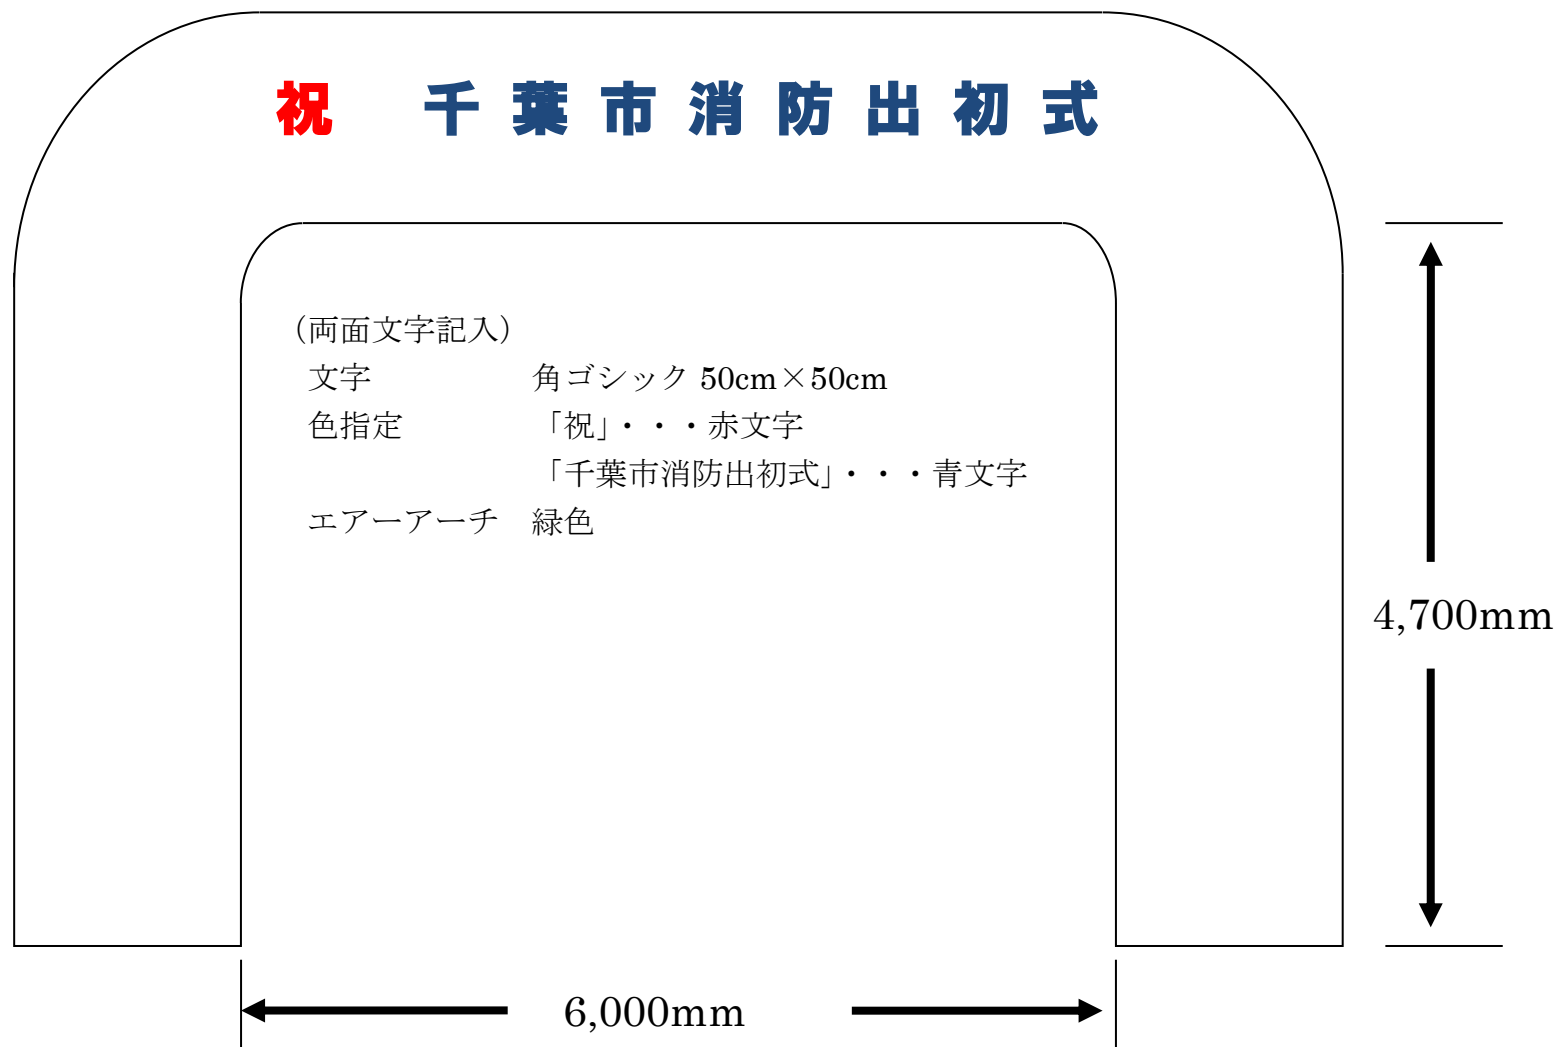 祝　千葉市消防出初式
（両面文字記入）
文字　角ゴシック 50cm×50cm
色指定　「祝」・・・赤文字
「千葉市消防出初式」・・・青文字
エアーアーチ　緑色
4,700mm
6,000mm